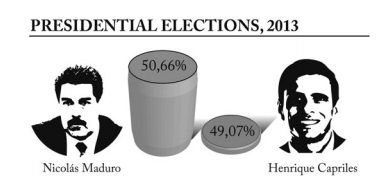 PRESIDENTIAL ELECTIONS, 2013
50,66%
49,07%
Nicolás Maduro
Henrique Capriles